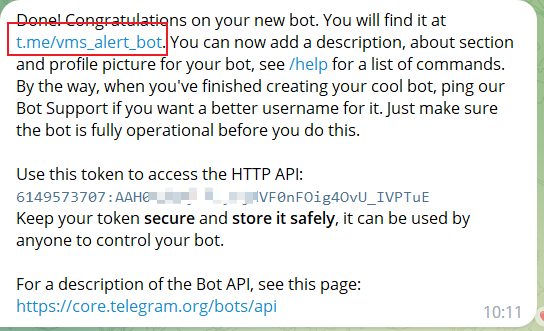 Done! Congratulations on your new bot. You will find it at
t.me/vms_alert_bot. You can now add a description, about section
and profile picture for your bot, see /help for a list of commands.
By the way, when you've finished creating your cool bot, ping our
Bot Support if you want a better username for it. Just make sure
the bot is fully operational before you do this.
Use this token to access the HTTP API:
Keep your token secure and store it safely, it can be used by
anyone to control your bot.
For a description of the Bot API, see this page:
https://core.telegram.org/bots/api
10:11